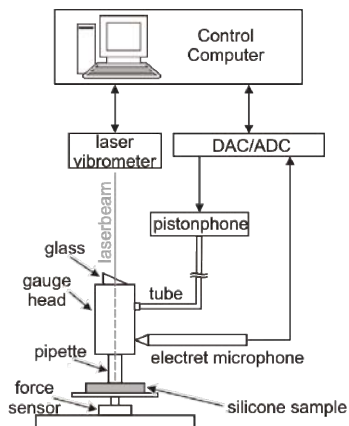 Control
Computer
laser
vibrometer
DAC/ADC
laserbeam
pistonphone
glass
gauge
head
tube
pipette
electret microphone
force
sensor
silicone sample